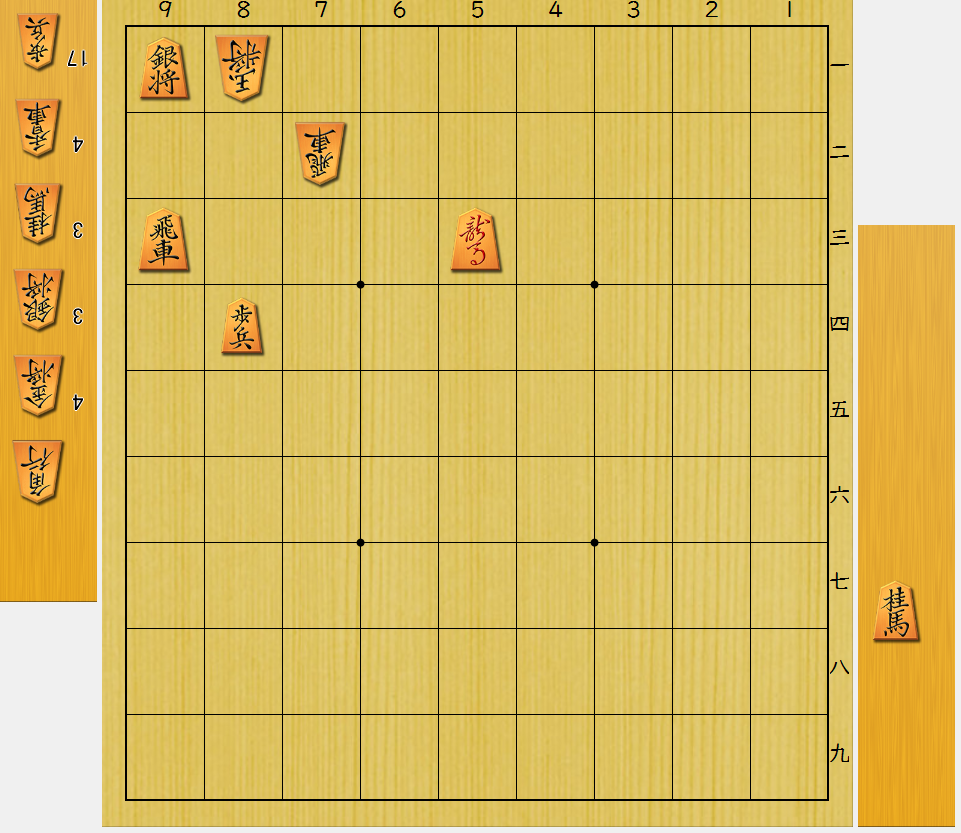 9 8 7 6 5 4 3 2 1
歩兵 17
香車 4
桂馬 3
銀将 3
金将 4
角行
銀将 玉将 一
飛車 二
飛車 龍馬 三
歩兵 四
五
六
桂馬 七
八
九